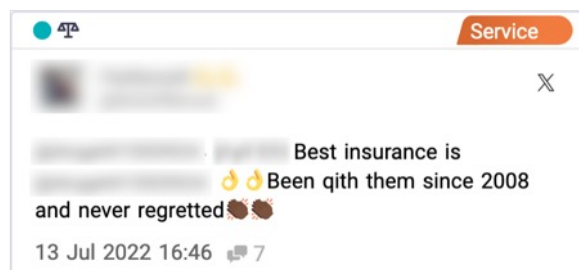 Service
Best insurance is
👌👌Been qith them since 2008
and never regretted👏🏿👏🏿
13 Jul 2022 16:46 7